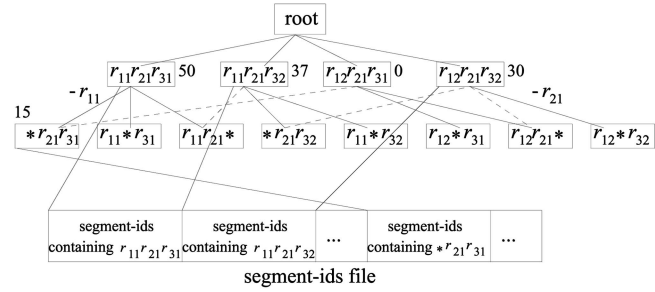 root
r₁₁r₂₁r₃₁ 50 r₁₁r₂₁r₃₂ 37 r₁₂r₂₁r₃₁ 0 r₁₂r₂₁r₃₂ 30
- r₁₁ - r₂₁
15
*r₂₁r₃₁ r₁₁*r₃₁ r₁₁r₂₁* *r₂₁r₃₂ r₁₁*r₃₂ r₁₂*r₃₁ r₁₂r₂₁* r₁₂*r₃₂
segment-ids segment-ids ... segment-ids ...
containing r₁₁r₂₁r₃₁ containing r₁₁r₂₁r₃₂ containing *r₂₁r₃₁
segment-ids file